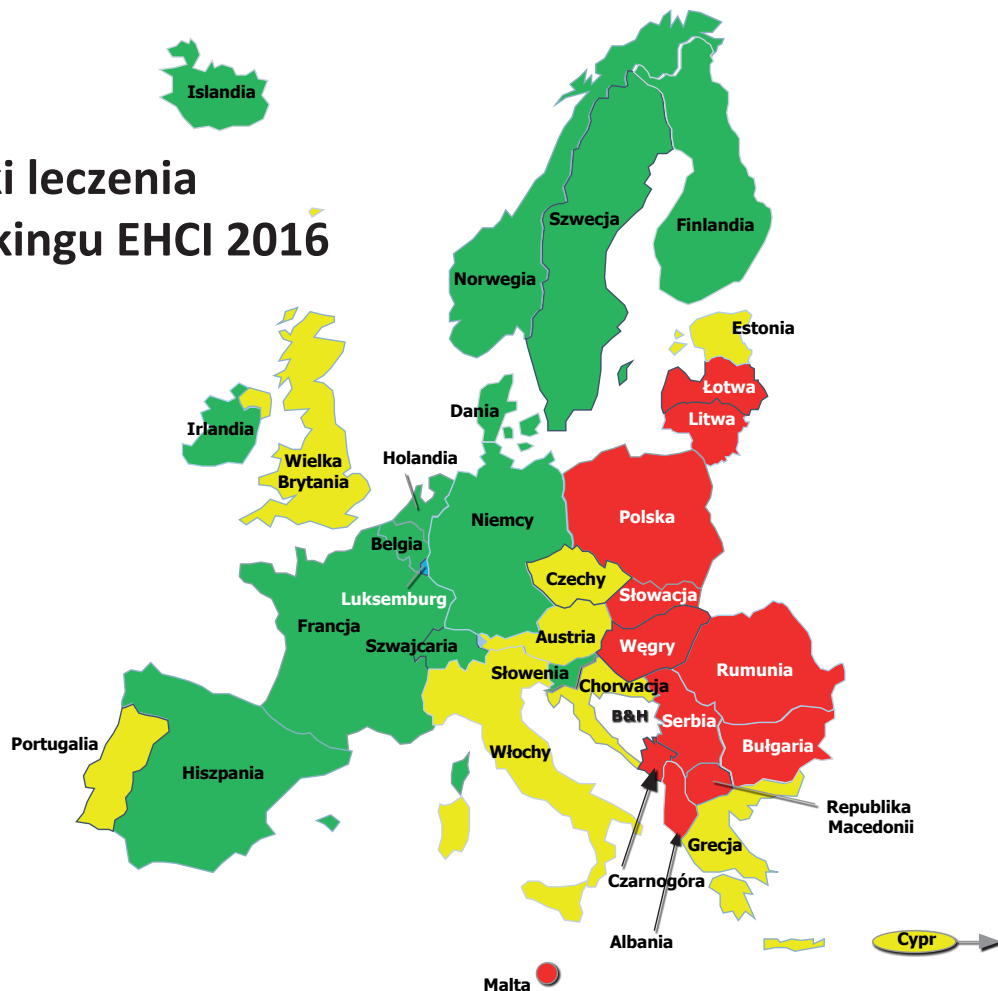 Islandia
ki leczenia
kingu EHCI 2016
Szwecja
Finlandia
Norwegia
Estonia
Łotwa
Litwa
Dania
Irlandia
Holandia
Wielka
Brytania
Niemcy
Polska
Belgia
Czechy
Słowacja
Luksemburg
Francja
Austria
Szwajcaria
Węgry
Słowenia
Rumunia
Chorwacja
B&H
Serbia
Portugalia
Bułgaria
Włochy
Hiszpania
Republika
Macedonii
Grecja
Czarnogóra
Albania
Cypr
Malta